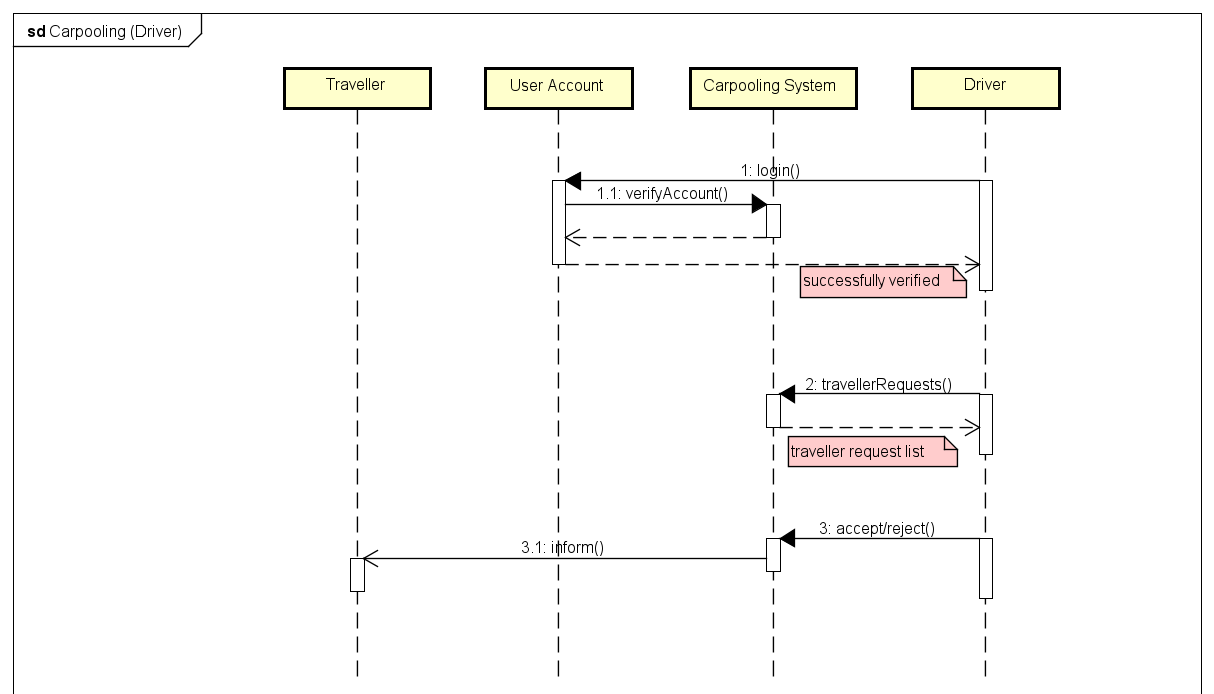 sd Carpooling (Driver)
Traveller
User Account
Carpooling System
Driver
1: login()
1.1: verifyAccount()
successfully verified
2: travellerRequests()
traveller request list
3: accept/reject()
3.1: inform()